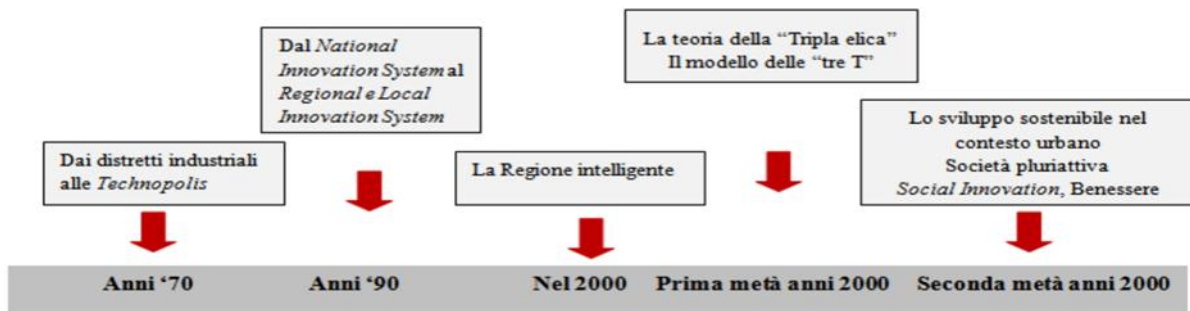 Dal National
Innovation System al
Regional e Local
Innovation System
La teoria della “Tripla elica”
Il modello delle “tre T”
Lo sviluppo sostenibile nel
contesto urbano
Società pluriattiva
Social Innovation, Benessere
Dai distretti industriali
alle Technopolis
La Regione intelligente
Anni ‘70
Anni ‘90
Nel 2000
Prima metà anni 2000
Seconda metà anni 2000